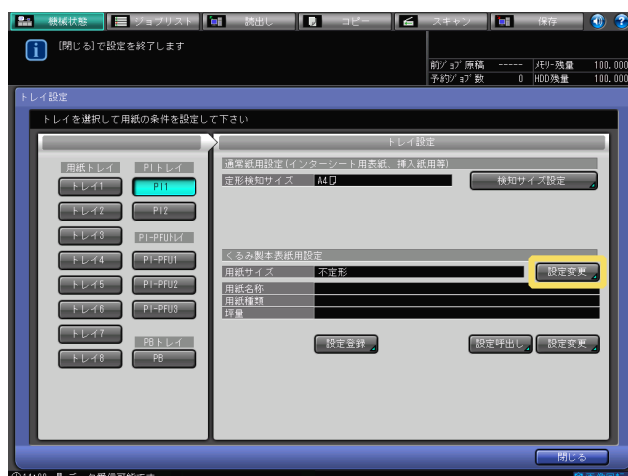 機械状態 ジョブリスト 読出し コピー スキャン 保存
[閉じる]で設定を終了します
前ジョブ原稿 ----- メモリー残量 100.000
予約ジョブ数 0 HDD残量 100.000
トレイ設定
トレイを選択して用紙の条件を設定して下さい
トレイ設定
用紙トレイ PIトレイ
通常紙用設定(インターシート用表紙、挿入紙用等)
トレイ1 PI1
定形検知サイズ A4 検知サイズ設定
トレイ2 PI2
トレイ3 PI-PFUトレイ
くるみ製本表紙用設定
トレイ4 PI-PFU1
用紙サイズ 不定形 設定変更
トレイ5 PI-PFU2
用紙名称
用紙種類
トレイ6 PI-PFU3
坪量
トレイ7 PBトレイ
設定登録 設定呼出し 設定変更
トレイ8 PB
閉じる